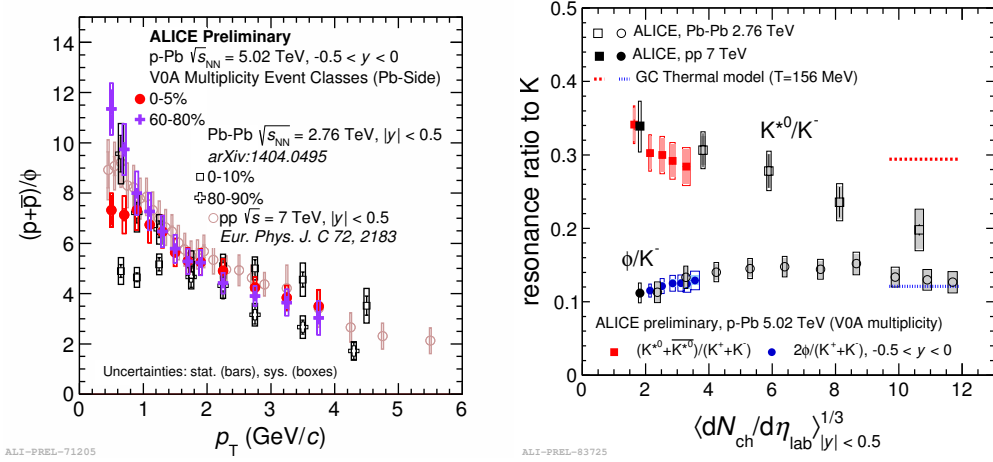 ALICE Preliminary
p-Pb √sNN = 5.02 TeV, -0.5 < y < 0
V0A Multiplicity Event Classes (Pb-Side)
0-5%
60-80%
Pb-Pb √sNN = 2.76 TeV, |y| < 0.5
arXiv:1404.0495
0-10%
80-90%
pp √s = 7 TeV, |y| < 0.5
Eur. Phys. J. C 72, 2183
Uncertainties: stat. (bars), sys. (boxes)
(p+p̅)/ϕ
14
12
10
8
6
4
2
0
0 1 2 3 4 5 6
pT (GeV/c)
ALI-PREL-71205
ALICE, Pb-Pb 2.76 TeV
ALICE, pp 7 TeV
GC Thermal model (T=156 MeV)
K*0/K-
ϕ/K-
ALICE preliminary, p-Pb 5.02 TeV (V0A multiplicity)
(K*0+K̅*̅0̅)/(K++K-)
2ϕ/(K++K-), -0.5 < y < 0
resonance ratio to K
0.5
0.4
0.3
0.2
0.1
0
0 2 4 6 8 10 12
⟨dNch/dηlab⟩1/3|y| < 0.5
ALI-PREL-83725